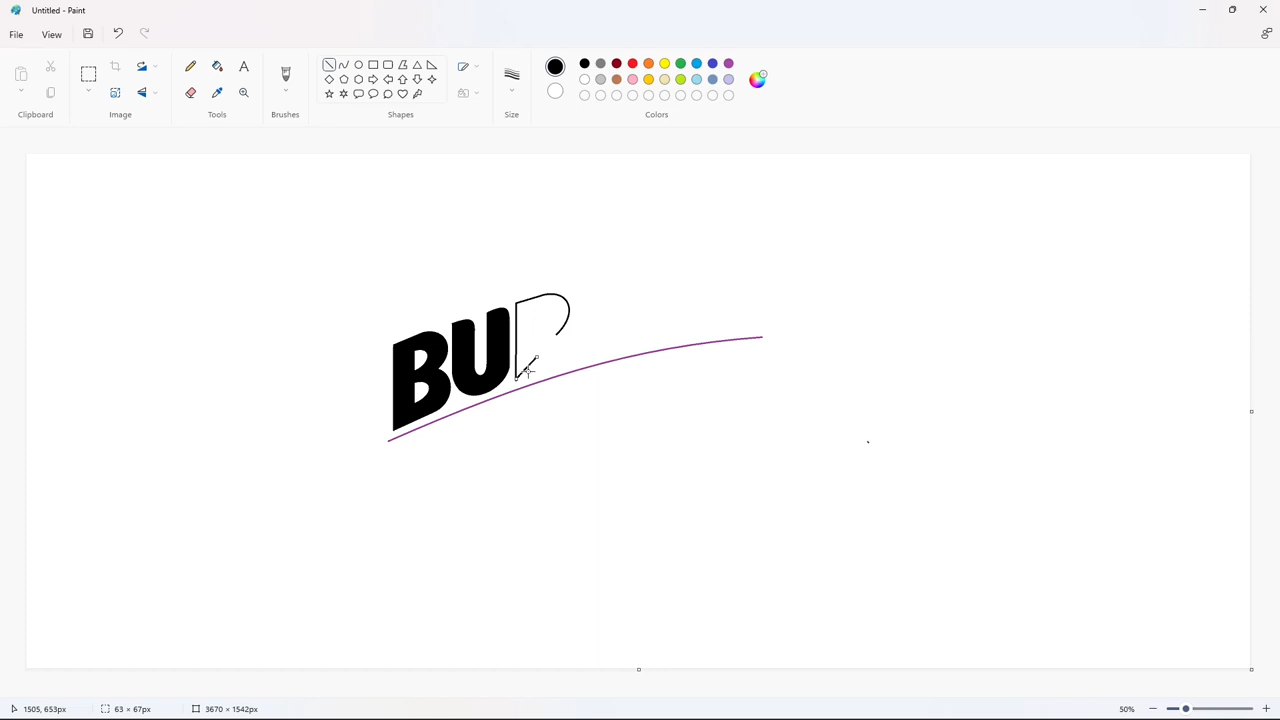 Untitled - Paint
File View
Clipboard Image Tools Brushes Shapes Size Colors
BU
1505, 653px 63 × 67px 3670 × 1542px 50%